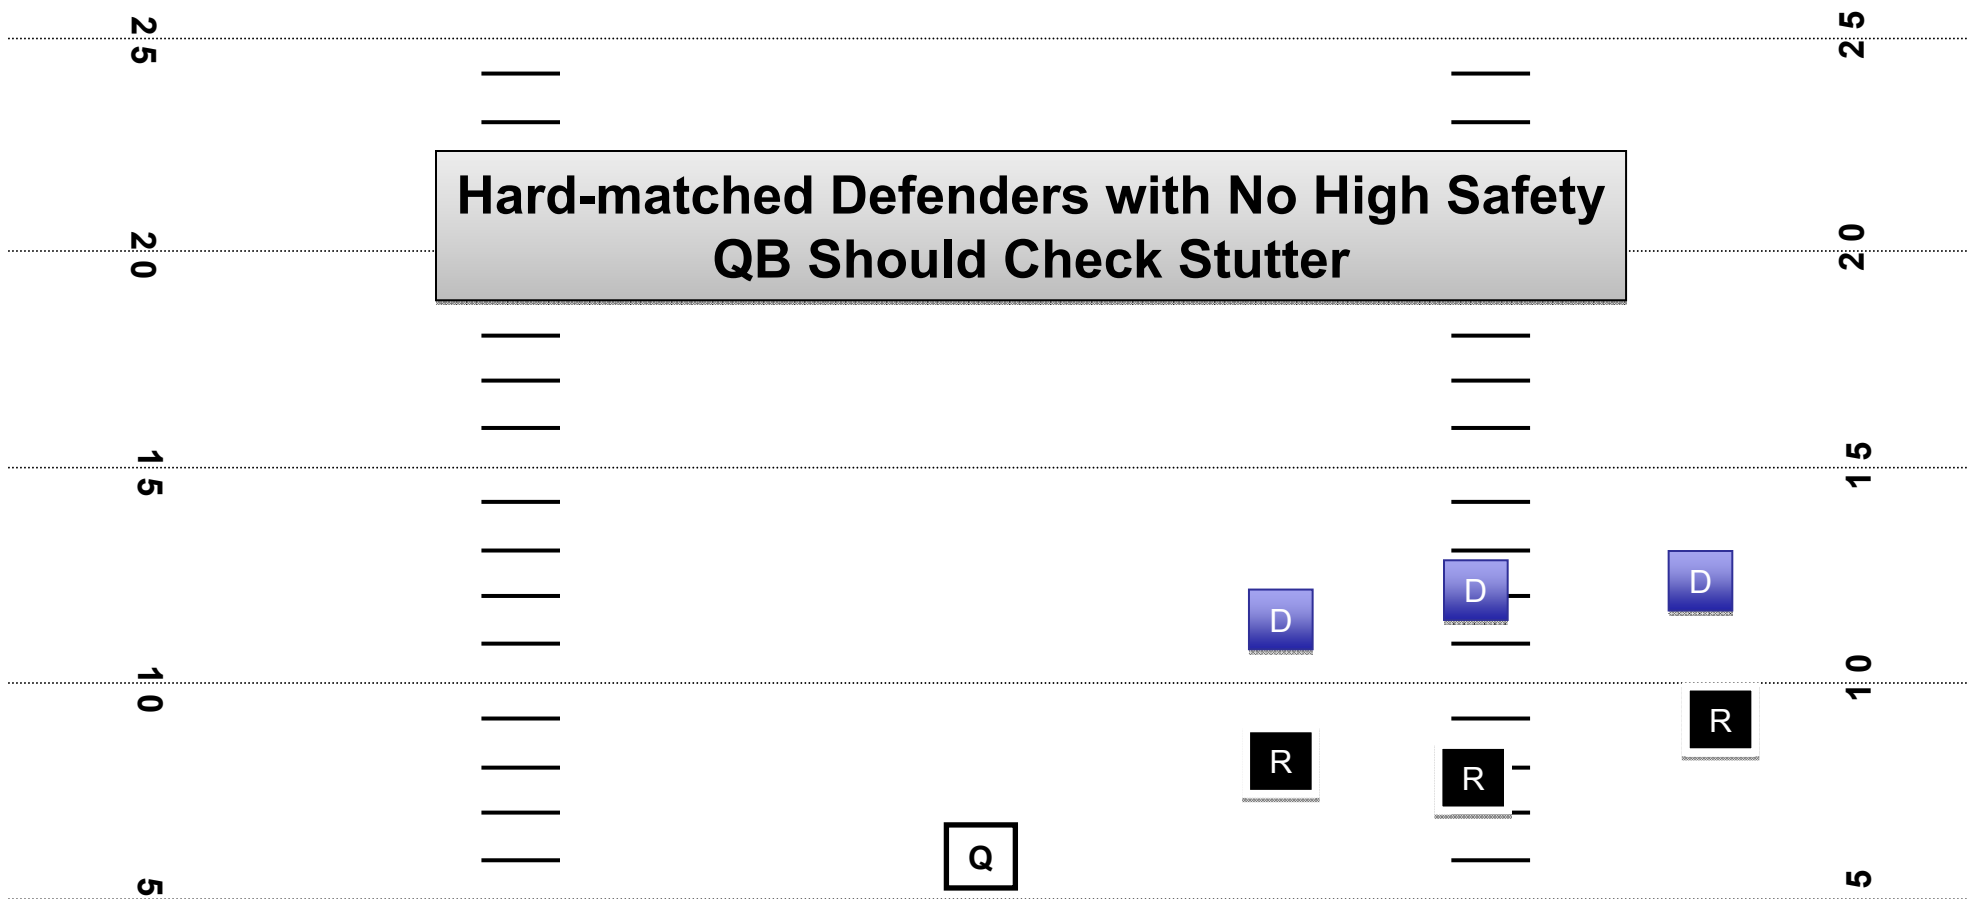 25 25
Hard-matched Defenders with No High Safety
QB Should Check Stutter
20 20
15 15
D D D
10 10
R R R
Q
5 5